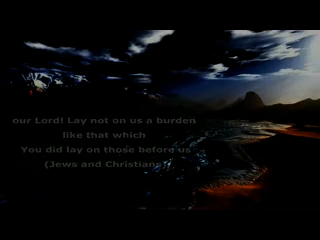 our Lord! Lay not on us a burden
like that which
You did lay on those before us
(Jews and Christians)